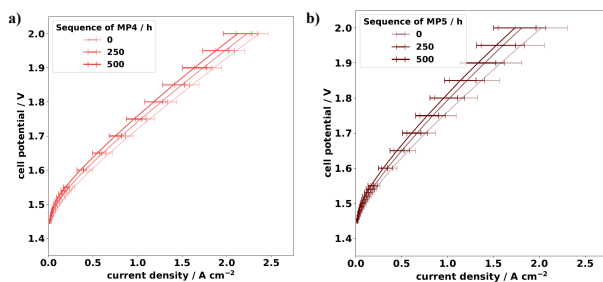 a)
Sequence of MP4 / h
0
250
500
cell potential / V
2.0
1.9
1.8
1.7
1.6
1.5
1.4
0.0 0.5 1.0 1.5 2.0 2.5
current density / A cm⁻²
b)
Sequence of MP5 / h
0
250
500
cell potential / V
2.0
1.9
1.8
1.7
1.6
1.5
1.4
0.0 0.5 1.0 1.5 2.0 2.5
current density / A cm⁻²